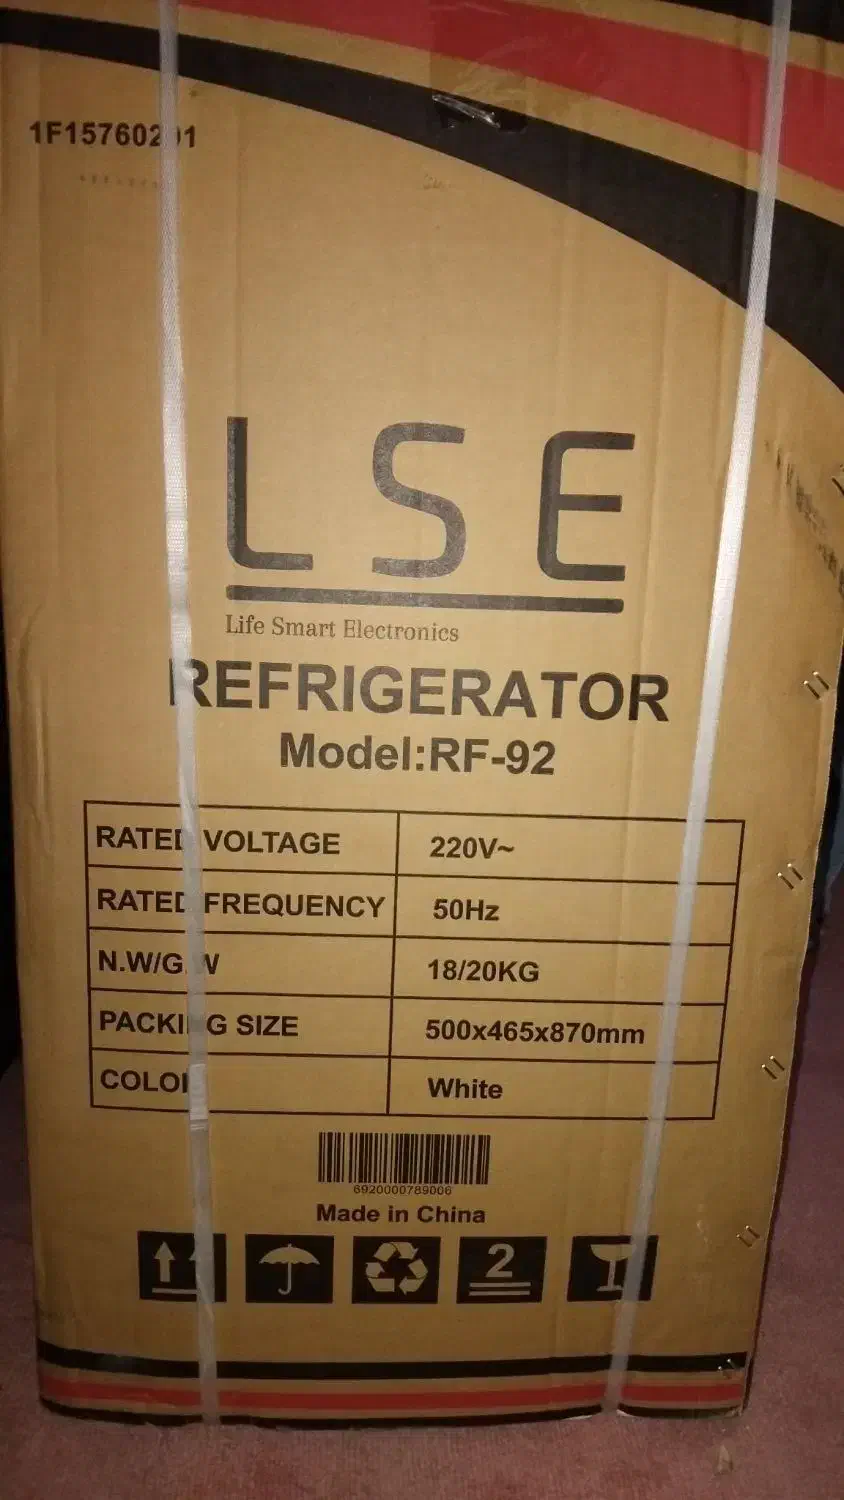 1F15760201
LSE
Life Smart Electronics
REFRIGERATOR
Model:RF-92
RATED VOLTAGE 220V~
RATED FREQUENCY 50Hz
N.W/G.W 18/20KG
PACKING SIZE 500x465x870mm
COLOR White
6920000789006
Made in China
2